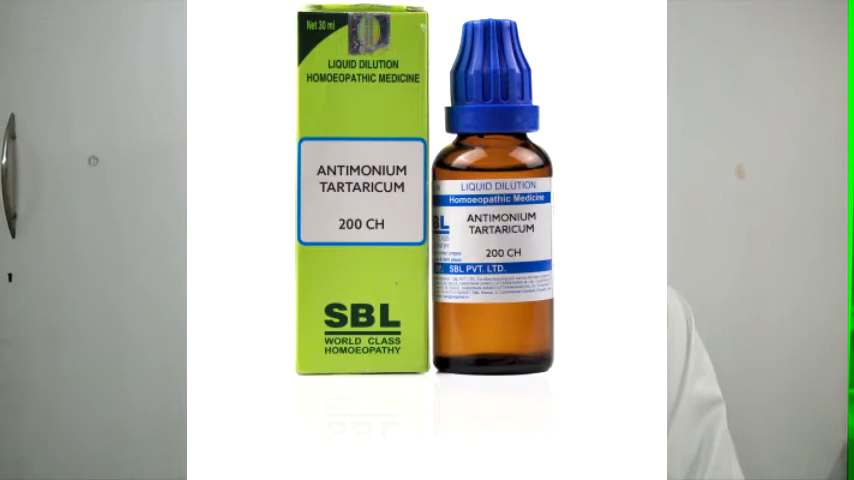 Net 30 ml
LIQUID DILUTION
HOMOEOPATHIC MEDICINE
ANTIMONIUM
TARTARICUM
200 CH
SBL
WORLD CLASS
HOMOEOPATHY
LIQUID DILUTION
Homoeopathic Medicine
BL
ANTIMONIUM
TARTARICUM
200 CH
SBL PVT. LTD.